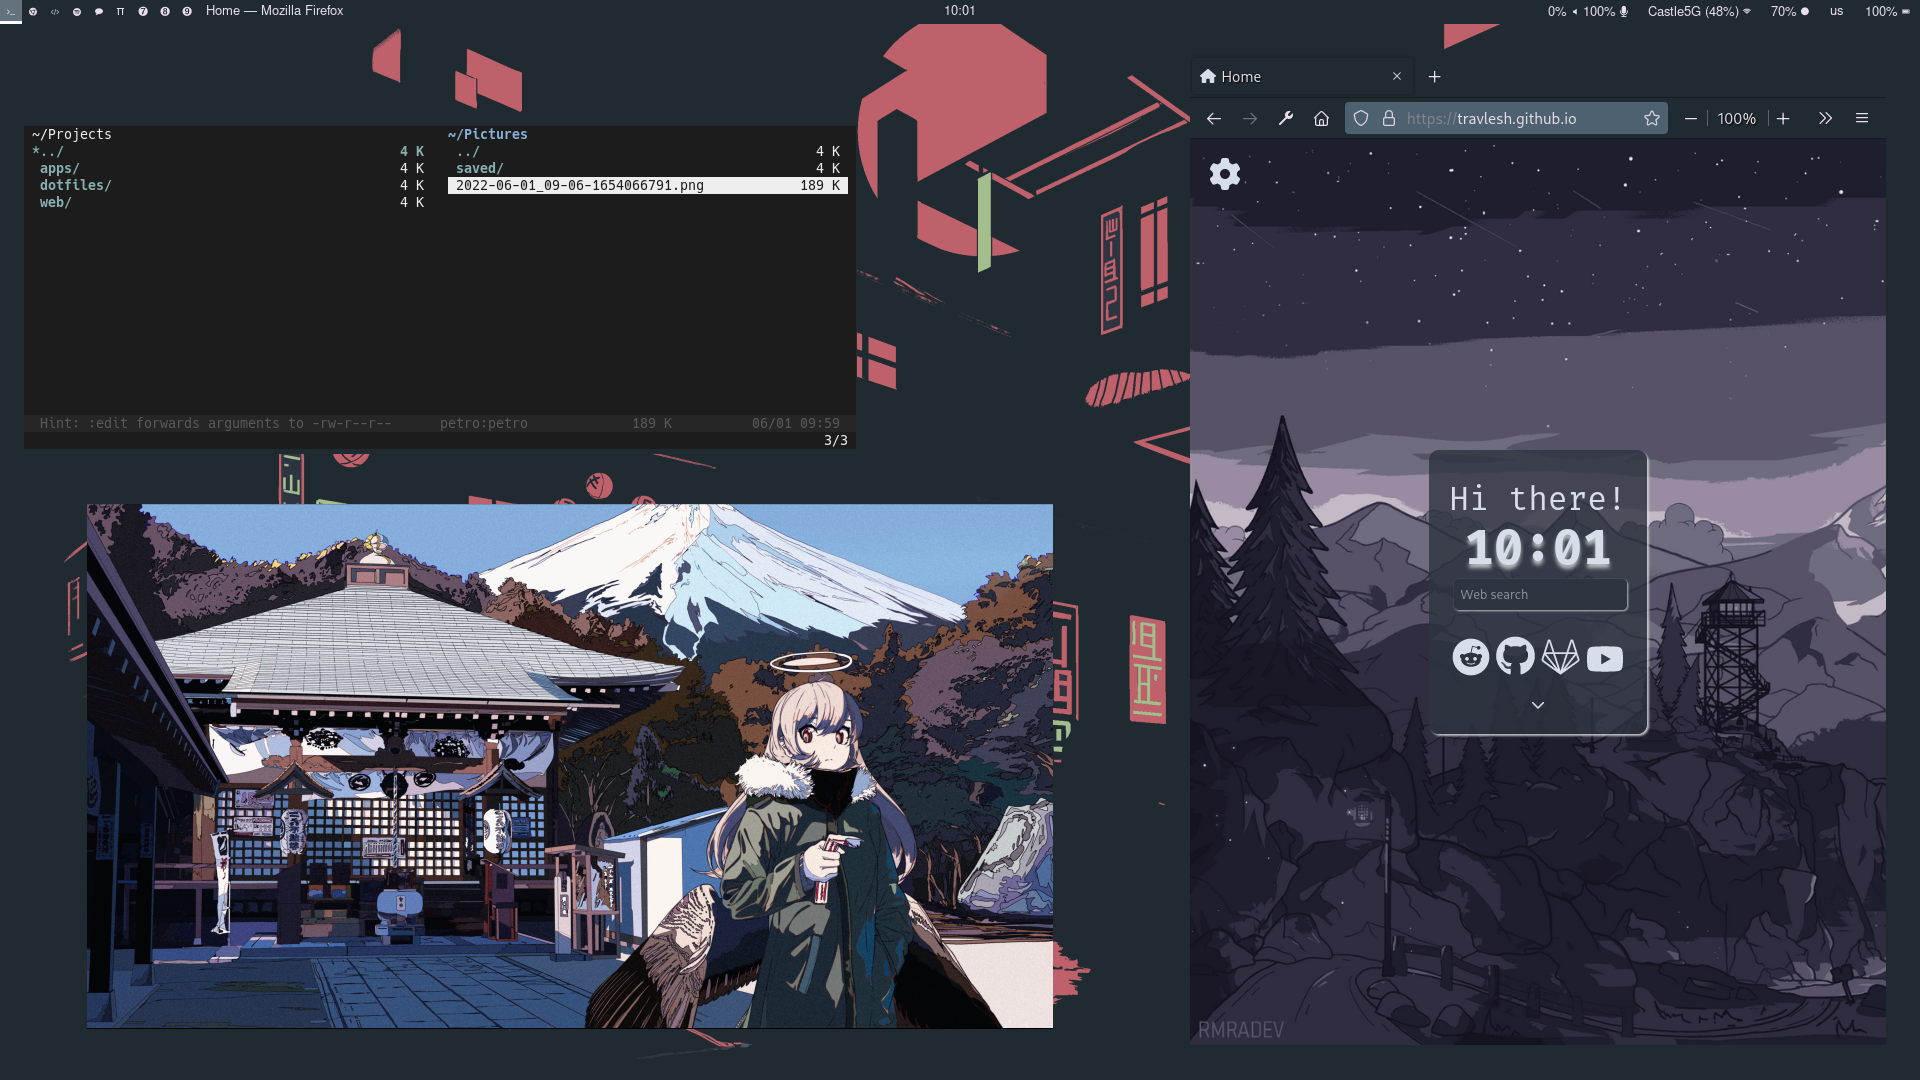 7 8 9 Home — Mozilla Firefox
10:01
0% 100% Castle5G (48%) 70% us 100%
~/Projects
*../ 4 K
apps/ 4 K
dotfiles/ 4 K
web/ 4 K
~/Pictures
../ 4 K
saved/ 4 K
2022-06-01_09-06-1654066791.png 189 K
Hint: :edit forwards arguments to -rw-r--r-- petro:petro 189 K 06/01 09:59
3/3
Home
https://travlesh.github.io
100%
Hi there!
10:01
Web search
RMRADEV